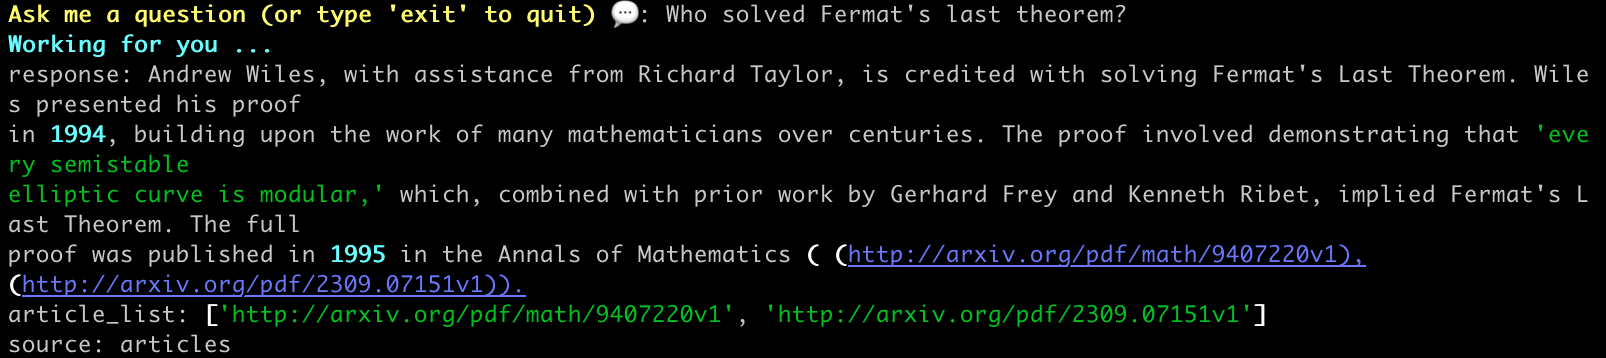 Ask me a question (or type 'exit' to quit) 💬: Who solved Fermat's last theorem?
Working for you ...
response: Andrew Wiles, with assistance from Richard Taylor, is credited with solving Fermat's Last Theorem. Wile
s presented his proof
in 1994, building upon the work of many mathematicians over centuries. The proof involved demonstrating that 'eve
ry semistable
elliptic curve is modular,' which, combined with prior work by Gerhard Frey and Kenneth Ribet, implied Fermat's L
ast Theorem. The full
proof was published in 1995 in the Annals of Mathematics ( (http://arxiv.org/pdf/math/9407220v1),
(http://arxiv.org/pdf/2309.07151v1)).
article_list: ['http://arxiv.org/pdf/math/9407220v1', 'http://arxiv.org/pdf/2309.07151v1']
source: articles